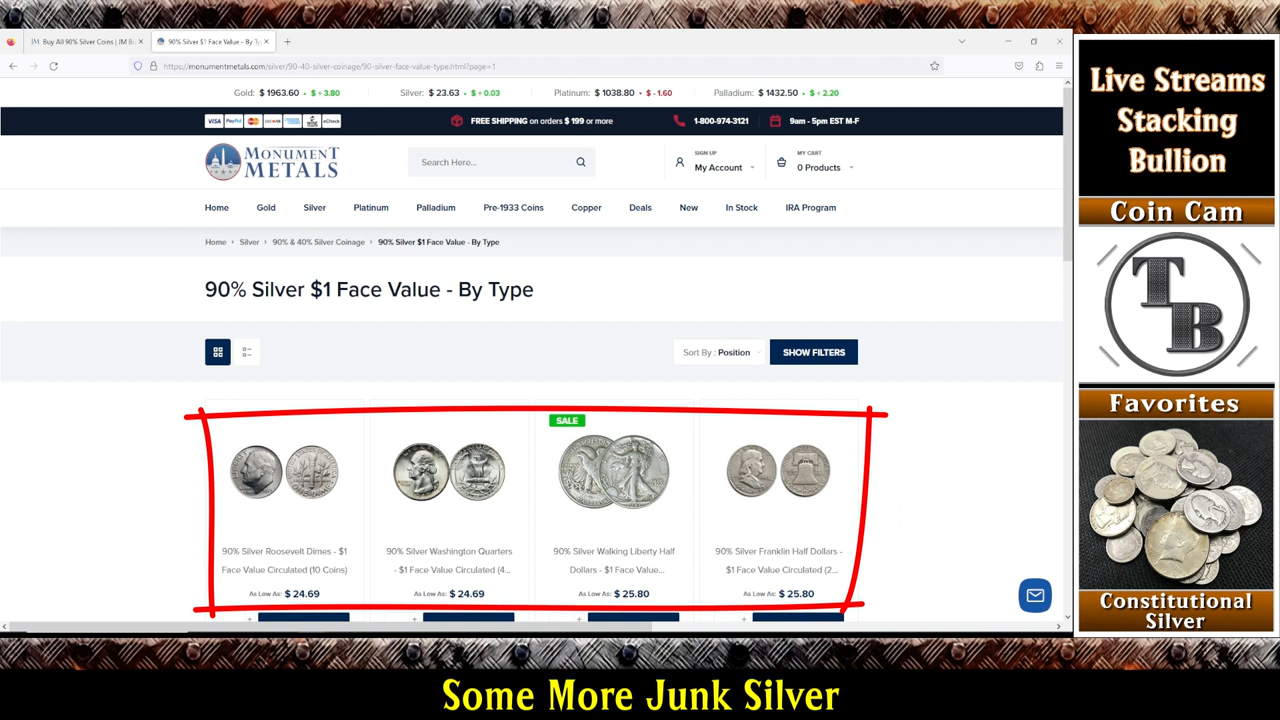 JM Buy All 90% Silver Coins | JM B
90% Silver $1 Face Value - By Ty
https://monumentmetals.com/silver/90-40-silver-coinage/90-silver-face-value-type.html?page=1
Gold: $ 1963.60 $ + 3.80
Silver: $ 23.63 $ + 0.03
Platinum: $ 1038.80 $ - 1.60
Palladium: $ 1432.50 $ + 2.20
VISA PayPal DISCOVER eCheck
FREE SHIPPING on orders $ 199 or more
1-800-974-3121
9am - 5pm EST M-F
MONUMENT
METALS
Search Here...
SIGN UP
My Account
MY CART
0 Products
Home Gold Silver Platinum Palladium Pre-1933 Coins Copper Deals New In Stock IRA Program
Home > Silver > 90% & 40% Silver Coinage > 90% Silver $1 Face Value - By Type
90% Silver $1 Face Value - By Type
Sort By : Position
SHOW FILTERS
SALE
90% Silver Roosevelt Dimes - $1
Face Value Circulated (10 Coins)
As Low As: $ 24.69
90% Silver Washington Quarters
- $1 Face Value Circulated (4...
As Low As: $ 24.69
90% Silver Walking Liberty Half
Dollars - $1 Face Value...
As Low As: $ 25.80
90% Silver Franklin Half Dollars -
$1 Face Value Circulated (2...
As Low As: $ 25.80
Live Streams
Stacking
Bullion
Coin Cam
TB
Favorites
Constitutional
Silver
Some More Junk Silver